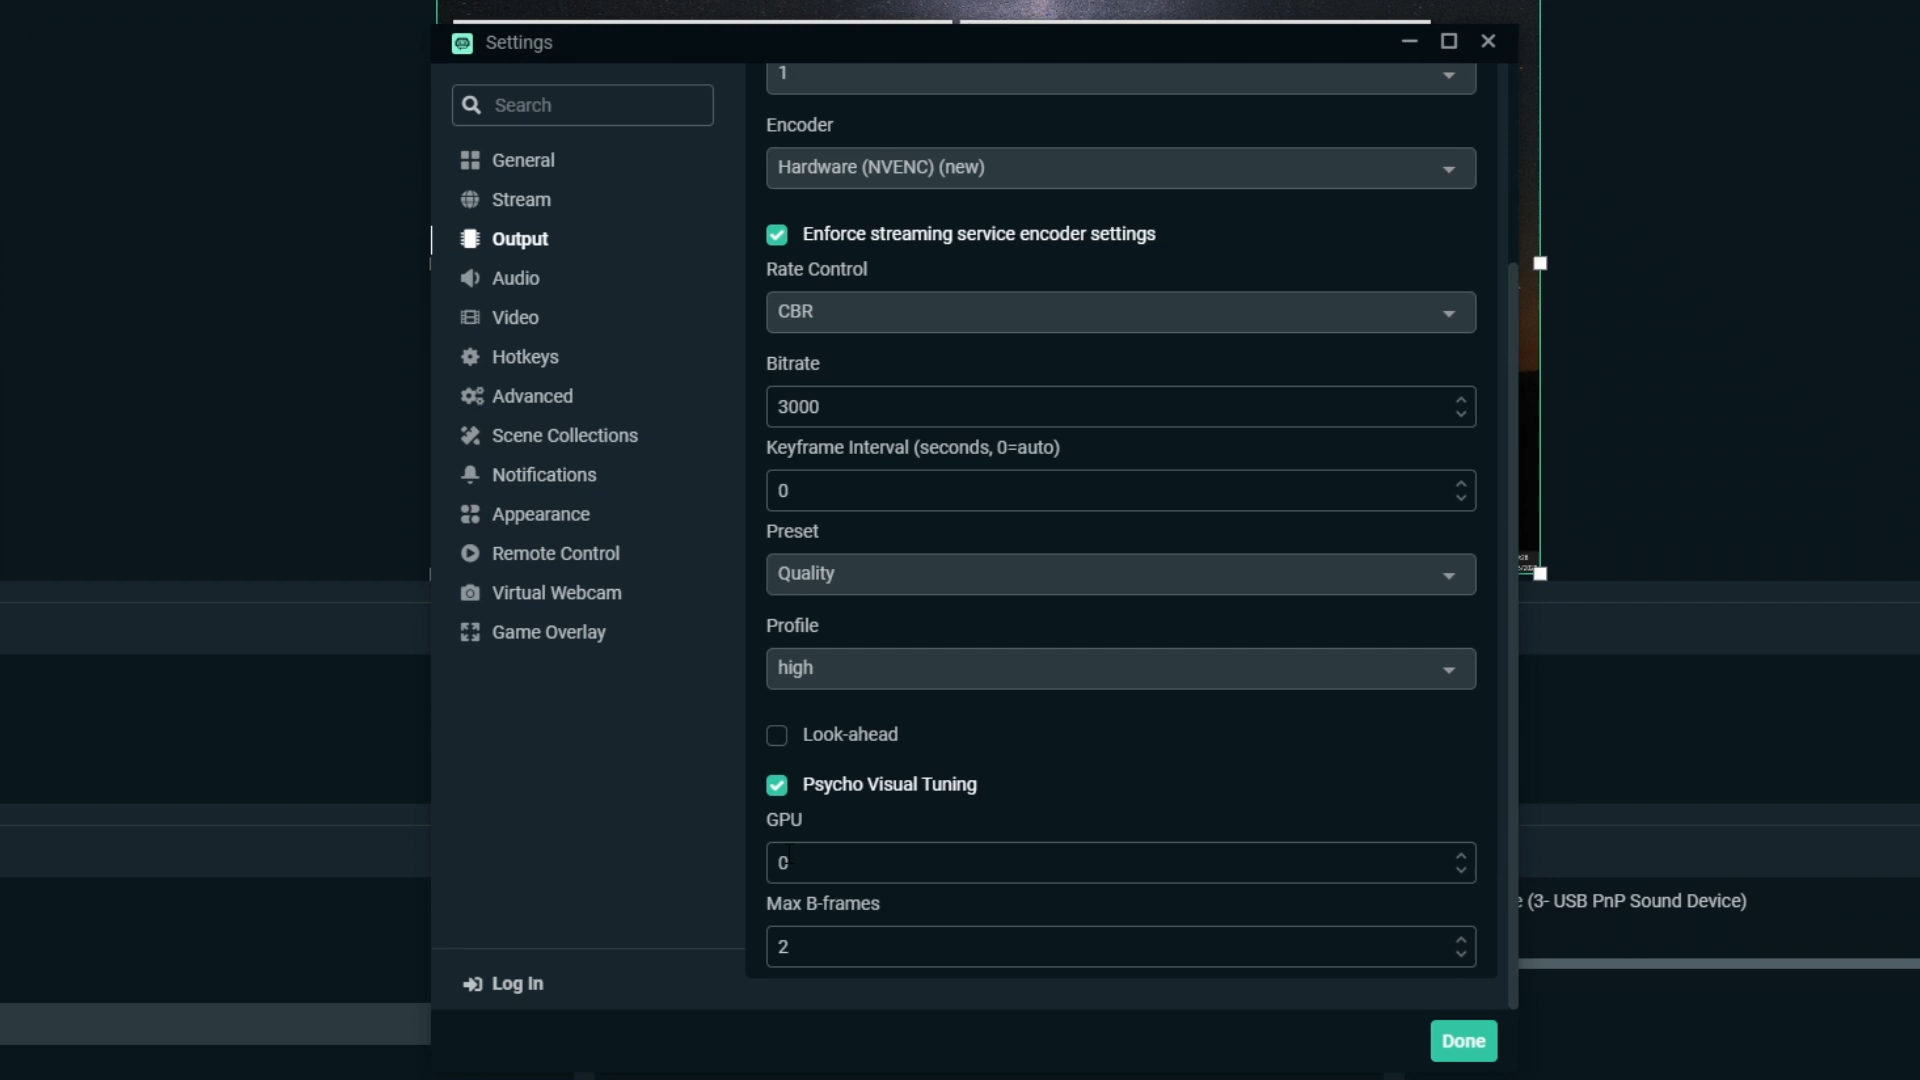 Settings
Search
General
Stream
Output
Audio
Video
Hotkeys
Advanced
Scene Collections
Notifications
Appearance
Remote Control
Virtual Webcam
Game Overlay
Log In
1
Encoder
Hardware (NVENC) (new)
Enforce streaming service encoder settings
Rate Control
CBR
Bitrate
3000
Keyframe Interval (seconds, 0=auto)
0
Preset
Quality
Profile
high
Look-ahead
Psycho Visual Tuning
GPU
0
Max B-frames
2
Done
(3- USB PnP Sound Device)